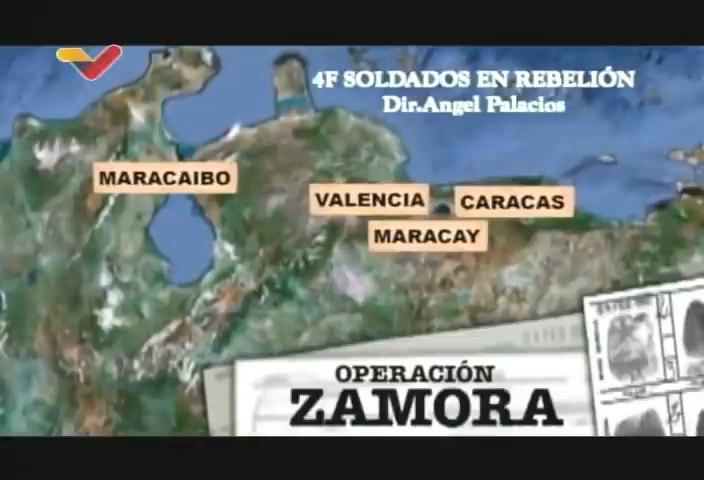 4F SOLDADOS EN REBELIÓN
Dir.Angel Palacios
MARACAIBO
VALENCIA
CARACAS
MARACAY
OPERACIÓN
ZAMORA